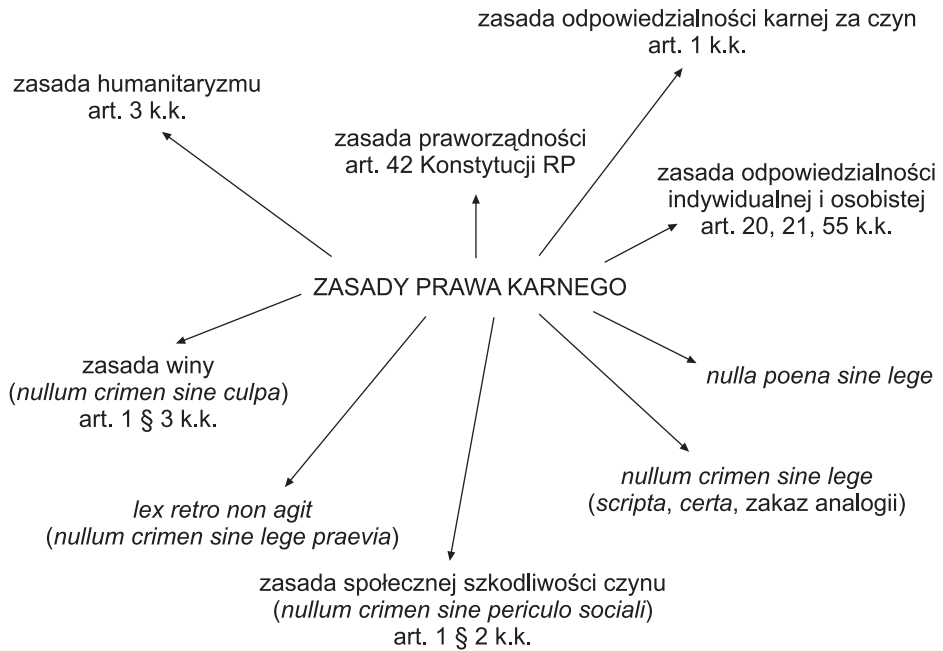 zasada odpowiedzialności karnej za czyn
art. 1 k.k.
zasada humanitaryzmu
art. 3 k.k.
zasada praworządności
art. 42 Konstytucji RP
zasada odpowiedzialności
indywidualnej i osobistej
art. 20, 21, 55 k.k.
ZASADY PRAWA KARNEGO
zasada winy
(nullum crimen sine culpa)
art. 1 § 3 k.k.
nulla poena sine lege
nullum crimen sine lege
(scripta, certa, zakaz analogii)
lex retro non agit
(nullum crimen sine lege praevia)
zasada społecznej szkodliwości czynu
(nullum crimen sine periculo sociali)
art. 1 § 2 k.k.